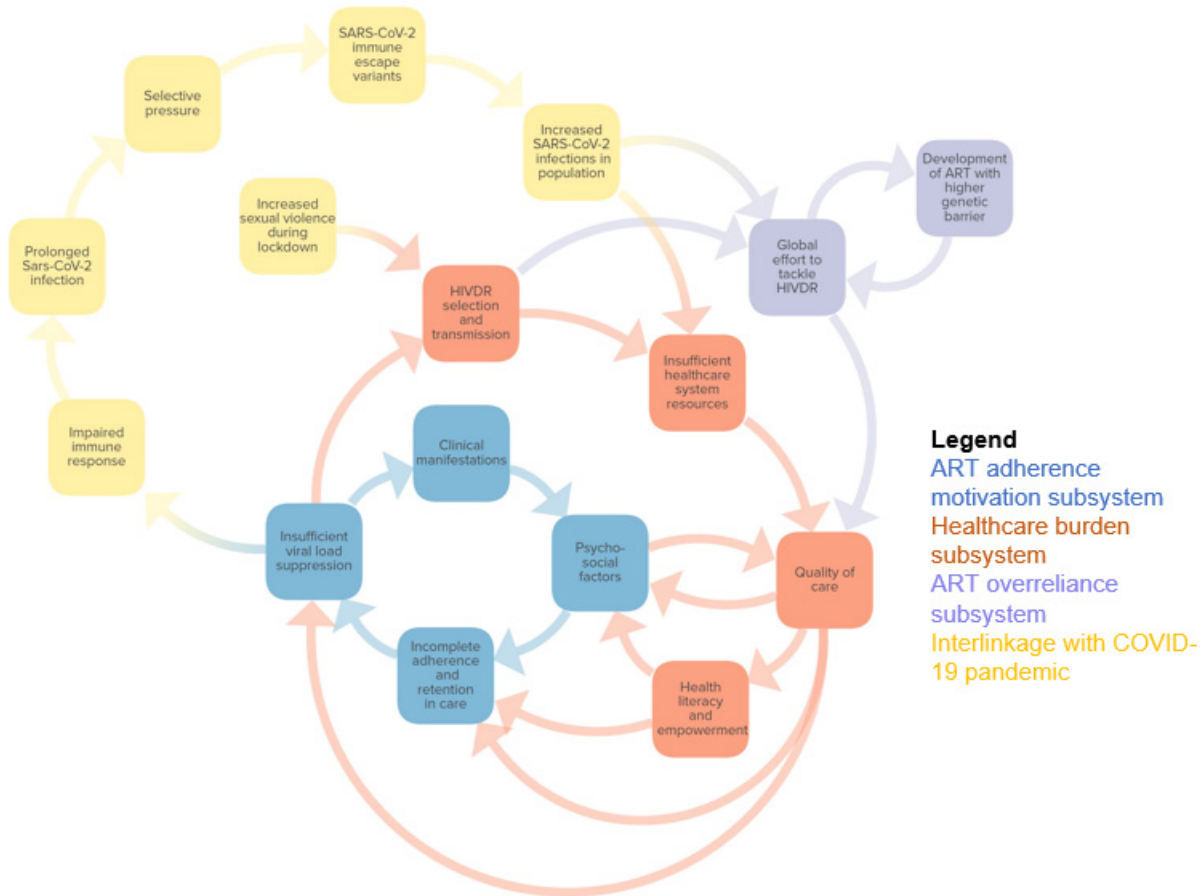 SARS-CoV-2
immune
escape
variants
Selective
pressure
Increased
SARS-CoV-2
infections in
population
Development
of ART with
higher
genetic
barrier
Increased
sexual violence
during
lockdown
Prolonged
Sars-CoV-2
infection
Global
effort to
tackle
HIVDR
HIVDR
selection
and
transmission
Insufficient
healthcare
system
resources
Impaired
immune
response
Clinical
manifestations
Insufficient
viral load
suppression
Psycho-
social
factors
Quality of
care
Incomplete
adherence
and
retention
in care
Health
literacy
and
empowerment
Legend
ART adherence
motivation subsystem
Healthcare burden
subsystem
ART overreliance
subsystem
Interlinkage with COVID-
19 pandemic